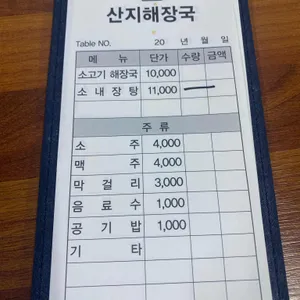 산지해장국
Table NO. 20 년 월 일
메 뉴 단가 수량 금액
소고기 해장국 10,000
소 내 장 탕 11,000
주 류
소 주 4,000
맥 주 4,000
막 걸 리 3,000
음 료 수 1,000
공 기 밥 1,000
기 타